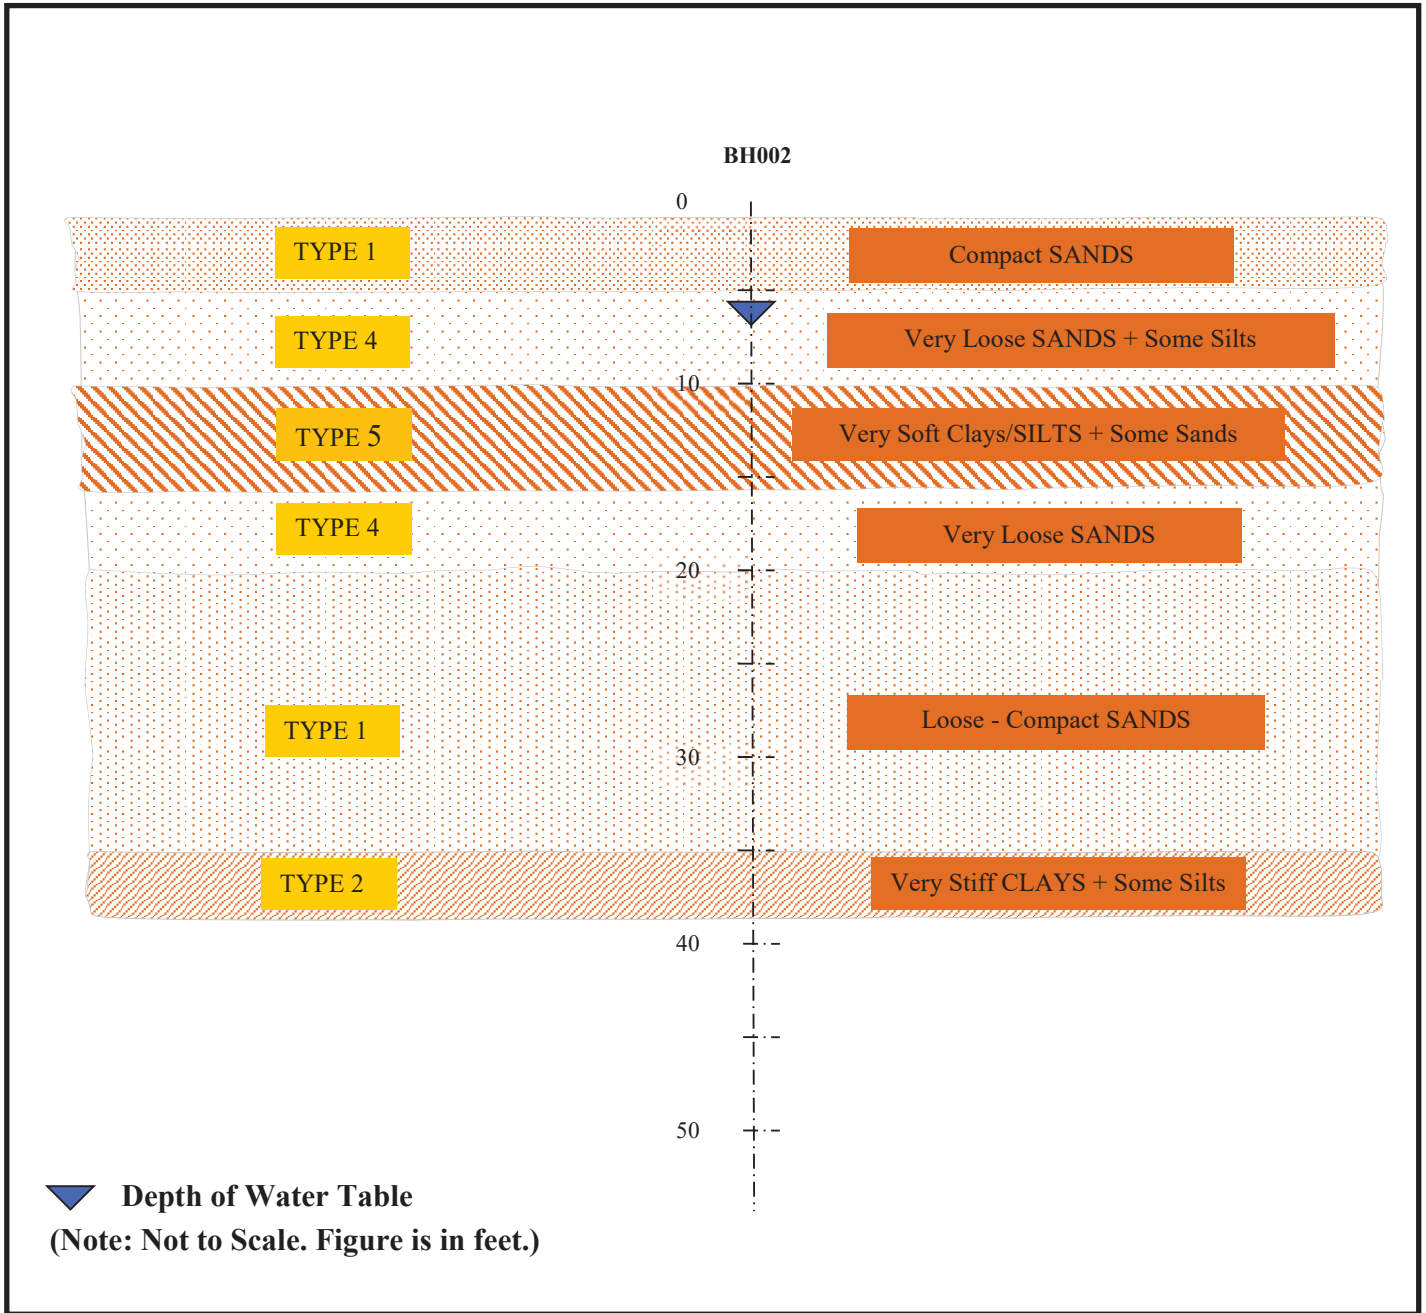 BH002
0
TYPE 1
Compact SANDS
TYPE 4
Very Loose SANDS + Some Silts
10
TYPE 5
Very Soft Clays/SILTS + Some Sands
TYPE 4
Very Loose SANDS
20
TYPE 1
Loose - Compact SANDS
30
TYPE 2
Very Stiff CLAYS + Some Silts
40
50
Depth of Water Table
(Note: Not to Scale. Figure is in feet.)